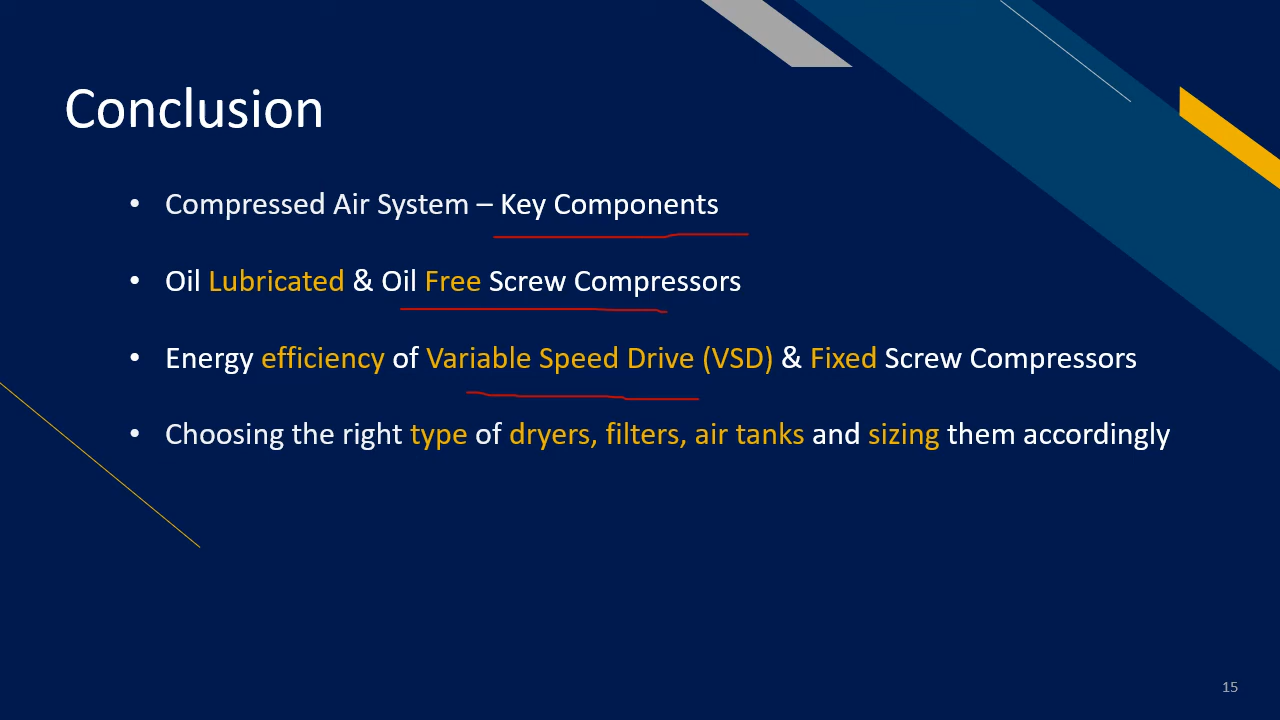 Conclusion
• Compressed Air System – Key Components
• Oil Lubricated & Oil Free Screw Compressors
• Energy efficiency of Variable Speed Drive (VSD) & Fixed Screw Compressors
• Choosing the right type of dryers, filters, air tanks and sizing them accordingly
15